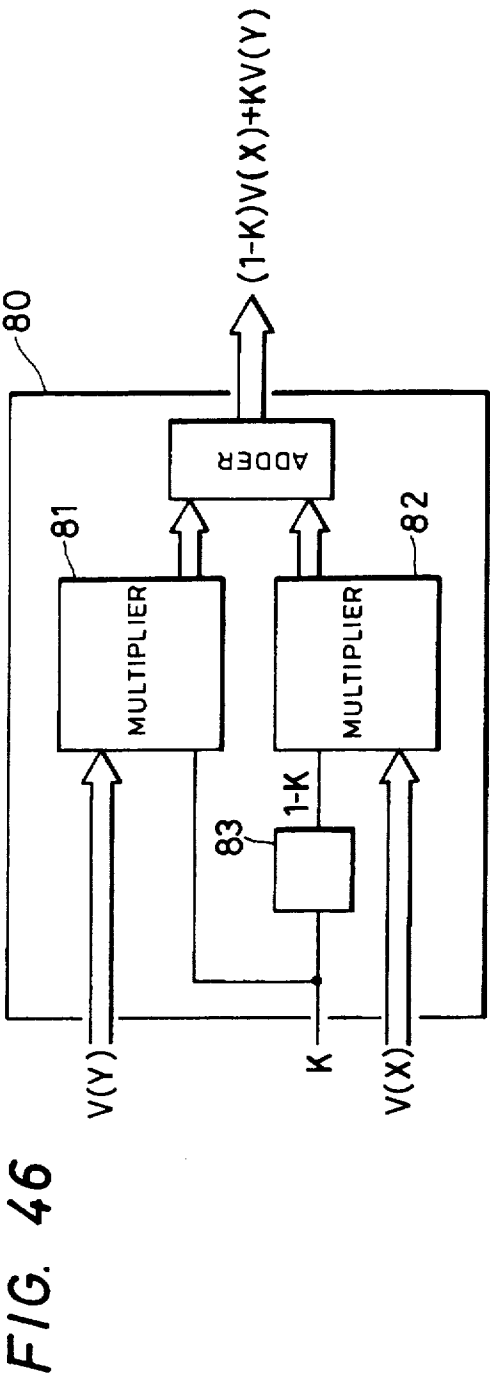 FIG. 46
80
V(Y)
81
MULTIPLIER
ADDER
(1-K)V(X)+KV(Y)
K
83
1-K
MULTIPLIER
82
V(X)